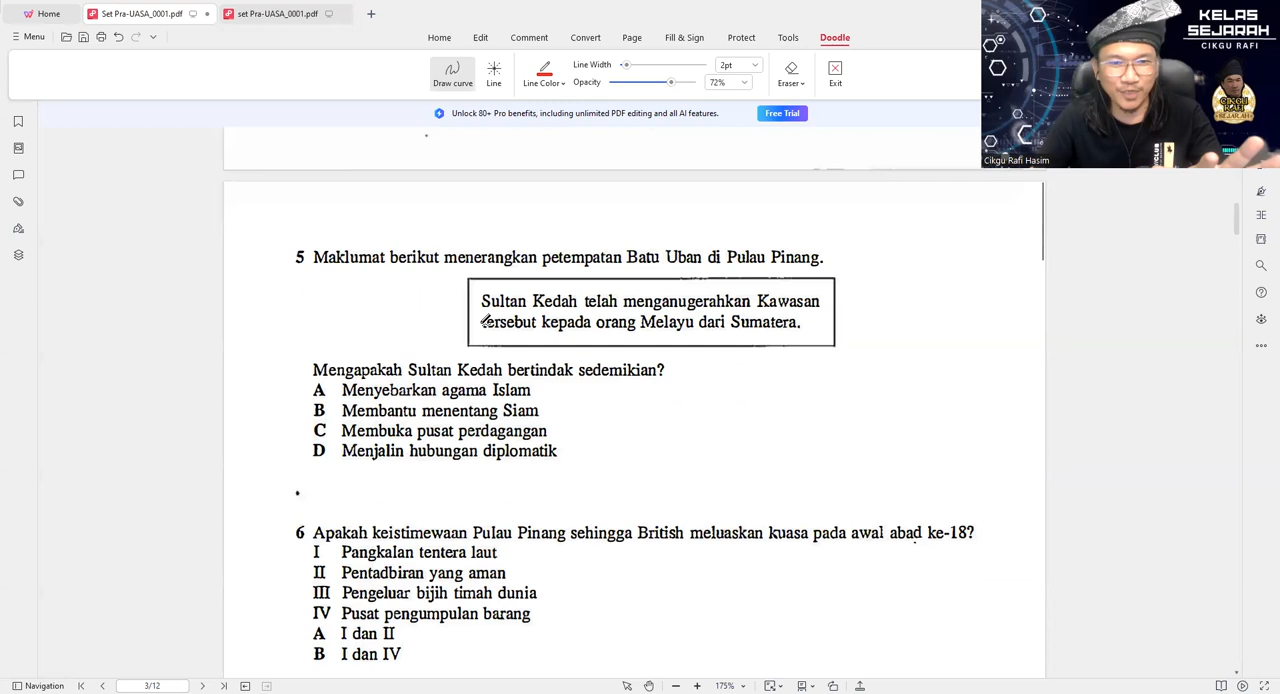 Home
Set Pra-UASA_0001.pdf
set Pra-UASA_0001.pdf
Menu
Home Edit Comment Convert Page Fill & Sign Protect Tools Doodle
Draw curve
Line
Line Color
Line Width
2pt
Opacity
72%
Eraser
Exit
Unlock 80+ Pro benefits, including unlimited PDF editing and all AI features.
Free Trial
KELAS
SEJARAH
CIKGU RAFI
CIKGU
RAFI
SEJARAH
Cikgu Rafi Hasim
5 Maklumat berikut menerangkan petempatan Batu Uban di Pulau Pinang.
Sultan Kedah telah menganugerahkan Kawasan
tersebut kepada orang Melayu dari Sumatera.
Mengapakah Sultan Kedah bertindak sedemikian?
A Menyebarkan agama Islam
B Membantu menentang Siam
C Membuka pusat perdagangan
D Menjalin hubungan diplomatik
6 Apakah keistimewaan Pulau Pinang sehingga British meluaskan kuasa pada awal abad ke-18?
I Pangkalan tentera laut
II Pentadbiran yang aman
III Pengeluar bijih timah dunia
IV Pusat pengumpulan barang
A I dan II
B I dan IV
Navigation
3/12
175%